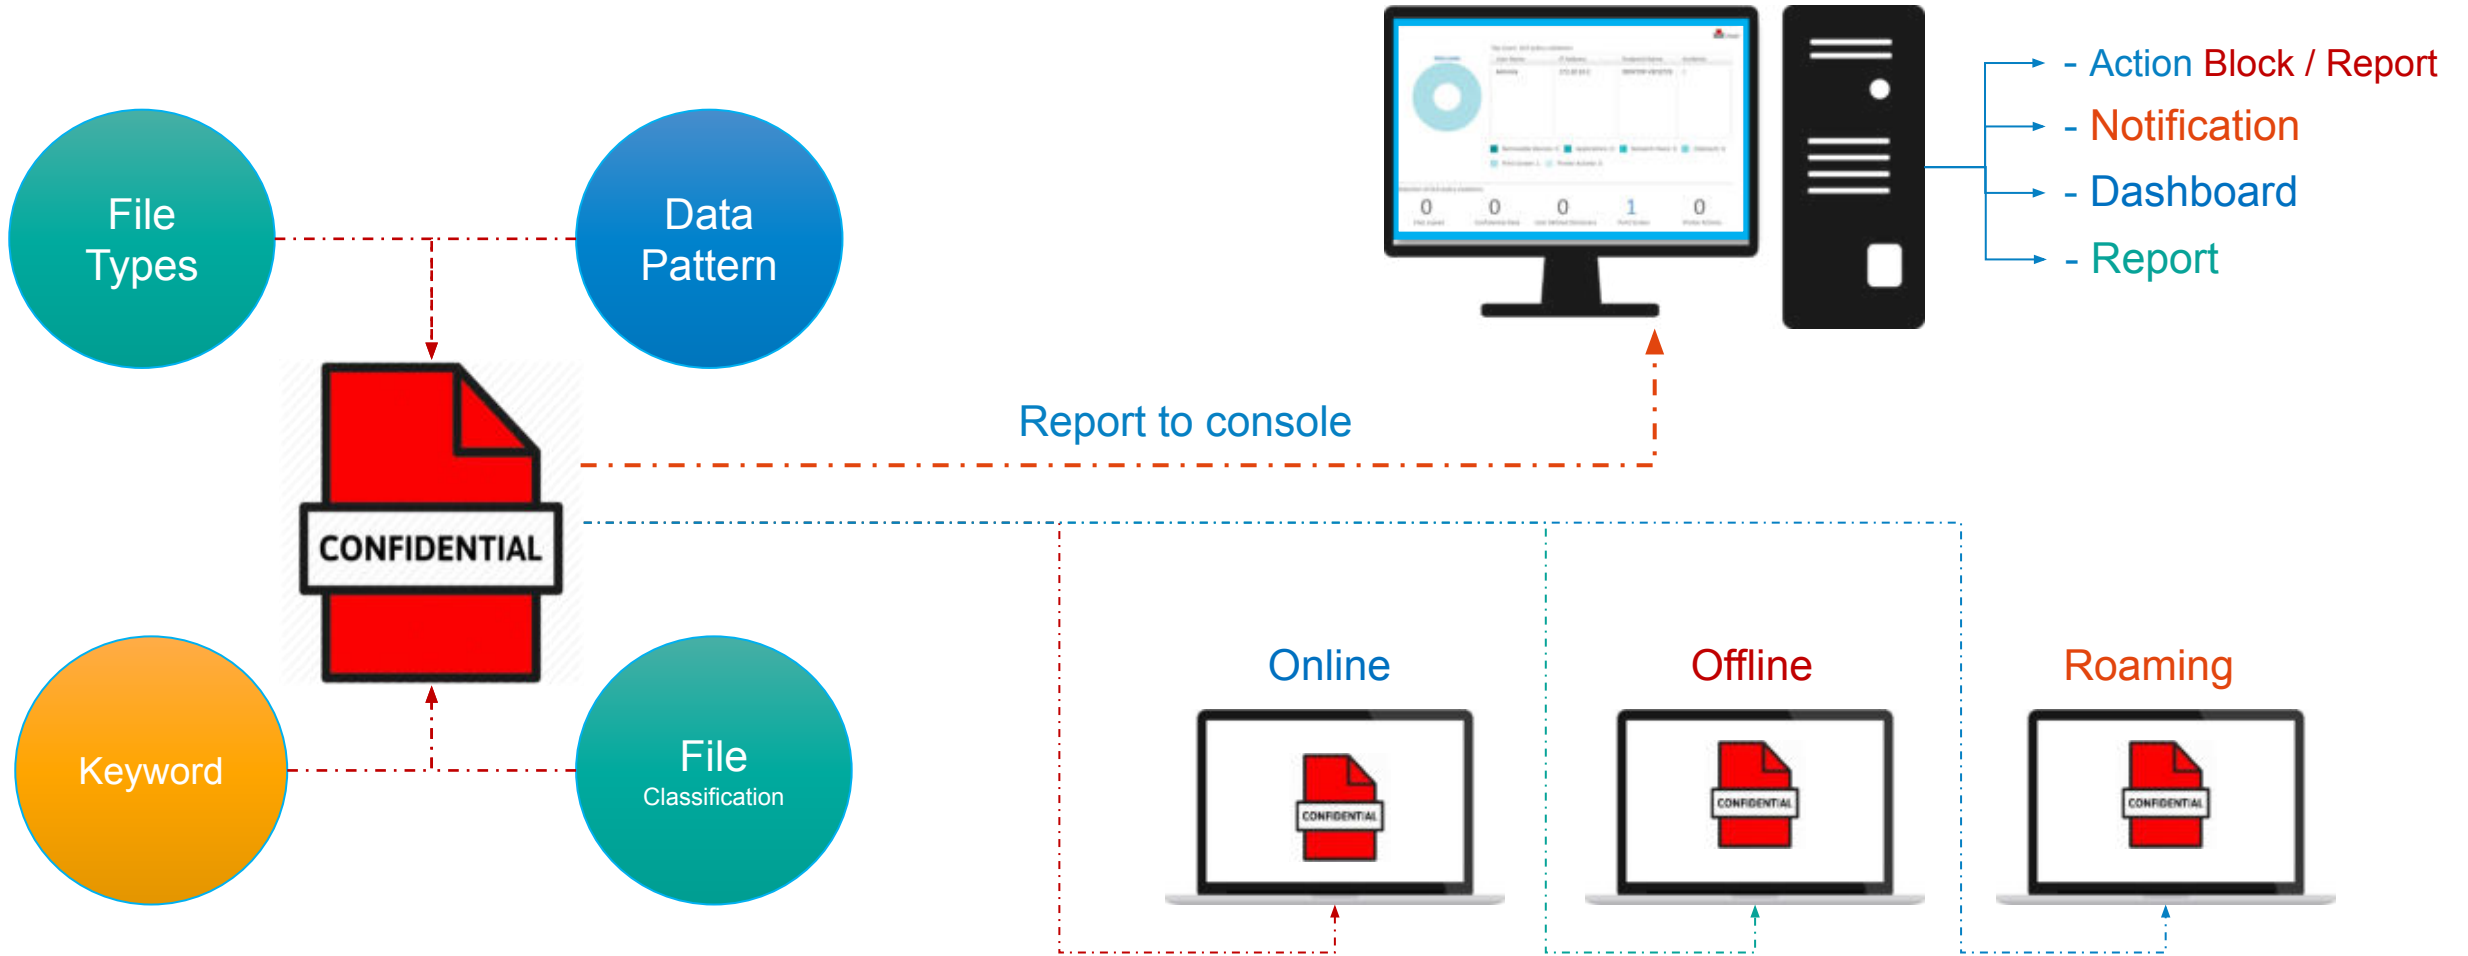 File
Types
Data
Pattern
CONFIDENTIAL
Keyword
File
Classification
Report to console
0
0
0
1
0
- Action Block / Report
- Notification
- Dashboard
- Report
Online
Offline
Roaming
CONFIDENTIAL
CONFIDENTIAL
CONFIDENTIAL